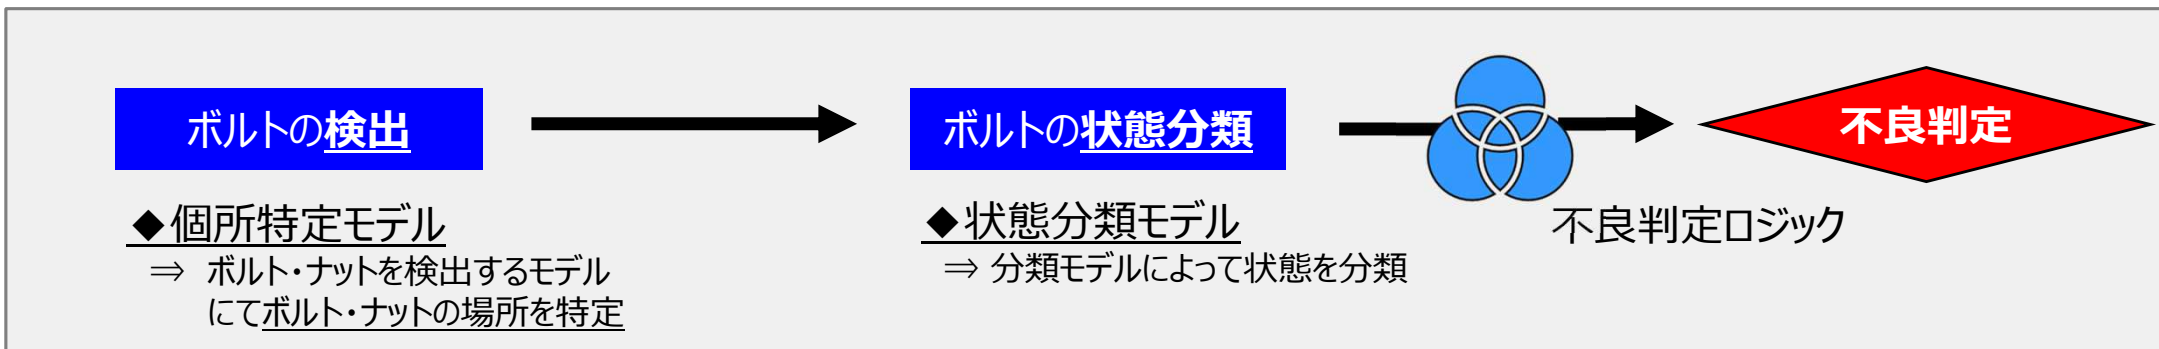 ボルトの検出
ボルトの状態分類
不良判定
◆個所特定モデル
⇒ ボルト・ナットを検出するモデル
にてボルト・ナットの場所を特定
◆状態分類モデル
⇒ 分類モデルによって状態を分類
不良判定ロジック